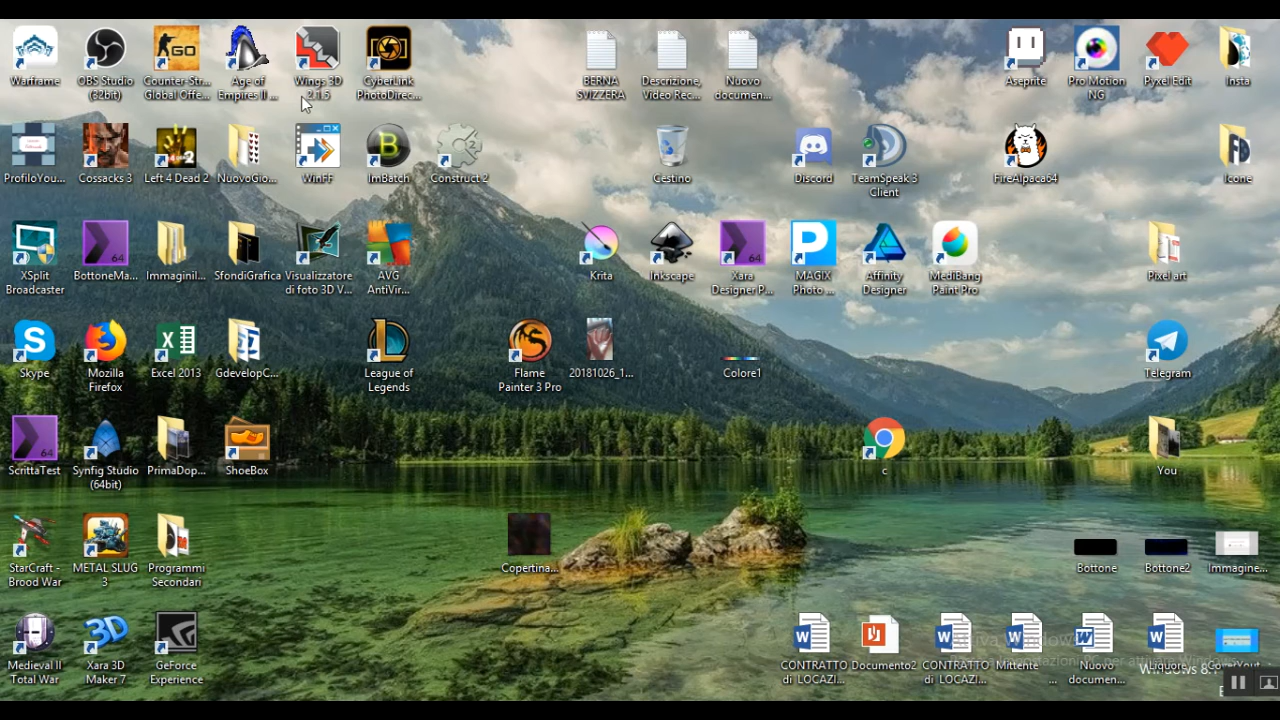 Warframe
OBS Studio
(32bit)
Counter-Str...
Global Offe...
Age of
Empires II ...
Wings 3D
2.1.5
CyberLink
PhotoDirec...
BERNA
SVIZZERA
Descrizione,
Video Rec...
Nuovo
documen...
Aseprite
Pro Motion
NG
Pyxel Edit
Insta
ProfiloYou...
Cossacks 3
Left 4 Dead 2
NuovoGio...
WinFF
ImBatch
Construct 2
Cestino
Discord
TeamSpeak 3
Client
FireAlpaca64
Icone
XSplit
Broadcaster
BottoneMa...
Immaginil...
SfondiGrafica
Visualizzatore
di foto 3D V...
AVG
AntiVir...
Krita
Inkscape
Xara
Designer P...
MAGIX
Photo ...
Affinity
Designer
MediBang
Paint Pro
Pixel art
Skype
Mozilla
Firefox
Excel 2013
GdevelopC...
League of
Legends
Flame
Painter 3 Pro
20181026_1...
Colore1
Telegram
ScrittaTest
Synfig Studio
(64bit)
PrimaDop...
ShoeBox
c
You
StarCraft -
Brood War
METAL SLUG
3
Programmi
Secondari
Copertina...
Bottone
Bottone2
Immagine...
Medieval II
Total War
Xara 3D
Maker 7
GeForce
Experience
CONTRATTO
di LOCAZI...
Documento2
CONTRATTO
di LOCAZI...
Mittente
...
Nuovo
documen...
Liquore
Windows 8.1